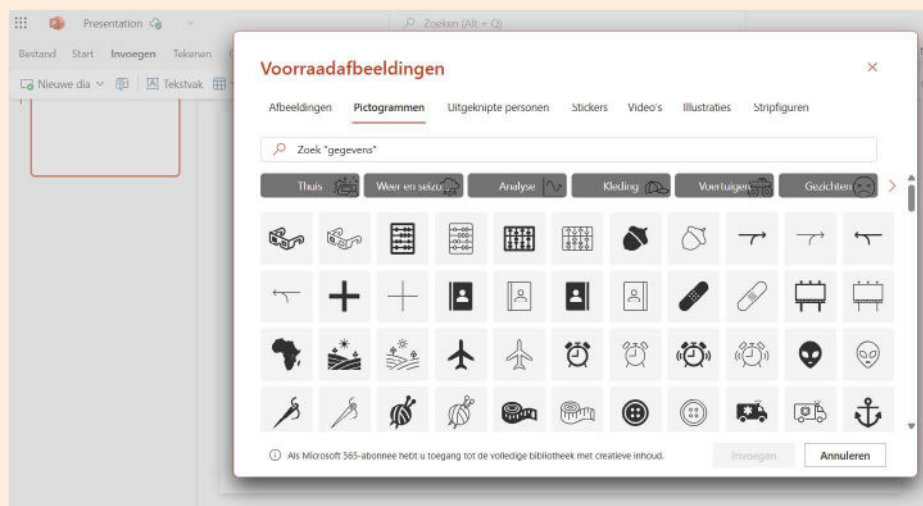 Presentation
Zoeken (Alt + Q)
Bestand Start Invoegen Tekenen
Nieuwe dia Tekstvak
Voorraadafbeeldingen
Afbeeldingen Pictogrammen Uitgeknipte personen Stickers Video's Illustraties Stripfiguren
Zoek "gegevens"
Thuis Weer en seizo Analyse Kleding Voertuigen Gezichten
Als Microsoft 365-abonnee hebt u toegang tot de volledige bibliotheek met creatieve inhoud.
Invoegen Annuleren